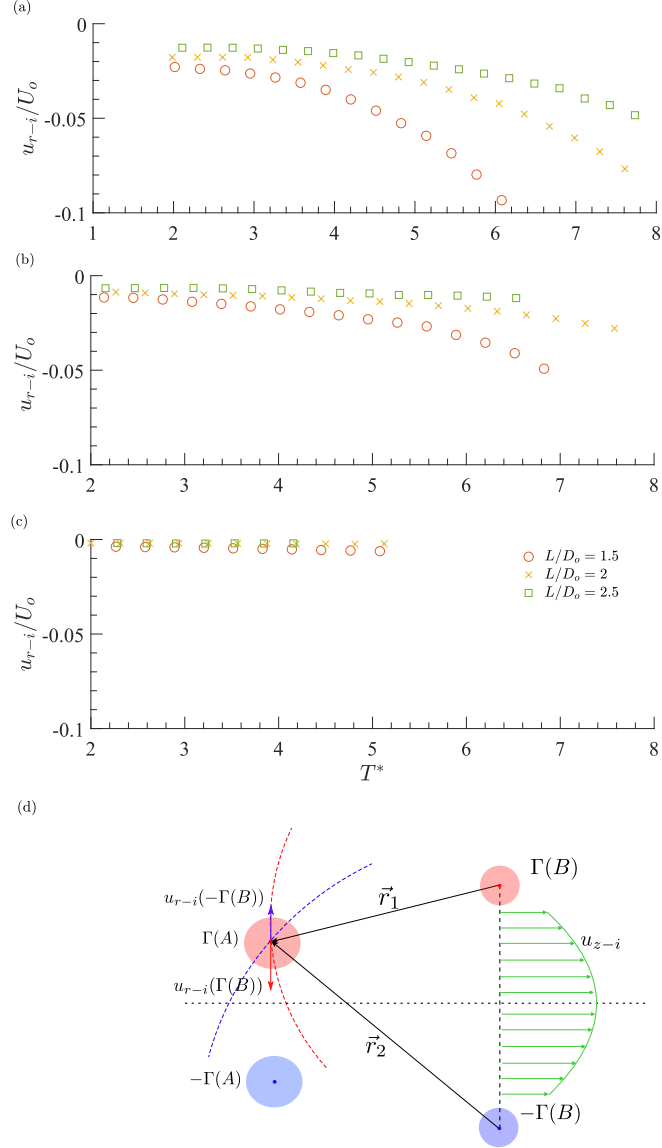 (a)
0
-0.05
-0.1
u_{r-i}/U_o
1 2 3 4 5 6 7 8
(b)
0
-0.05
-0.1
u_{r-i}/U_o
2 3 4 5 6 7 8
(c)
0
-0.05
-0.1
u_{r-i}/U_o
L/D_o = 1.5
L/D_o = 2
L/D_o = 2.5
2 3 4 5 6 7 8
T*
(d)
Γ(B)
u_{r-i}(-Γ(B))
\vec{r}_1
Γ(A)
u_{z-i}
u_{r-i}(Γ(B))
\vec{r}_2
-Γ(A)
-Γ(B)